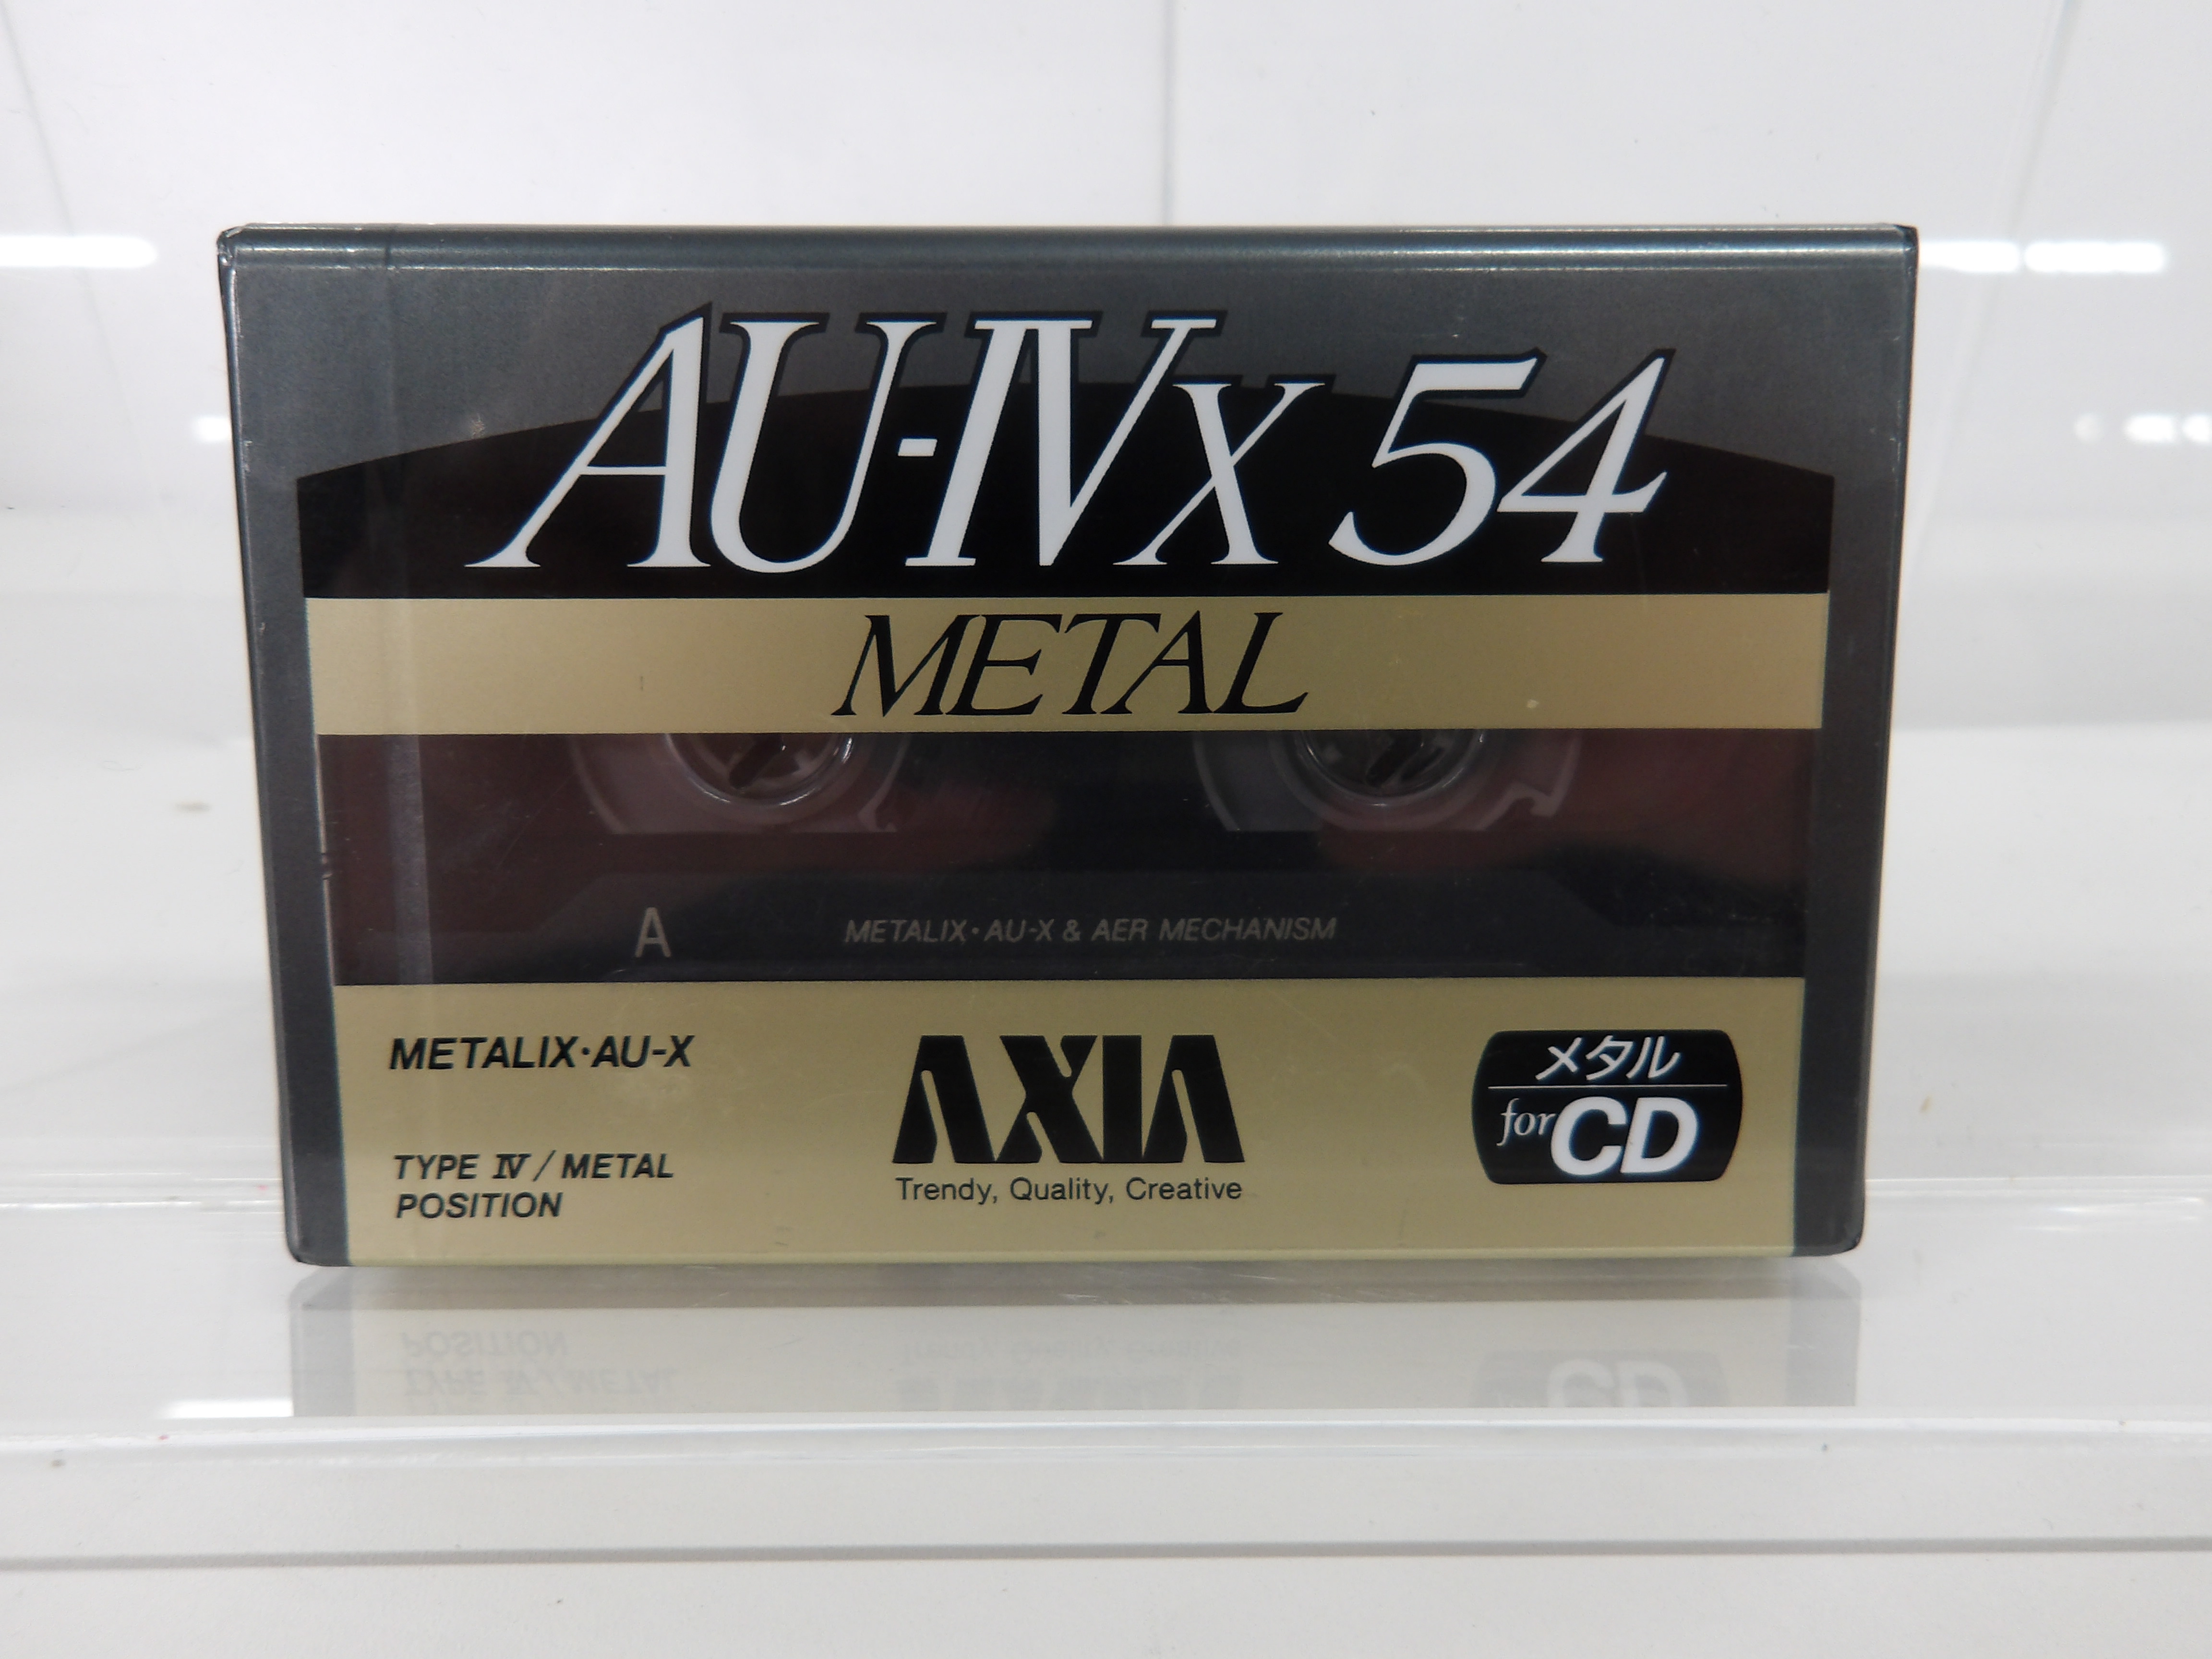 AU-IVx 54
METAL
A
METALIX・AU-X & AER MECHANISM
METALIX・AU-X
TYPE IV / METAL
POSITION
AXIA
Trendy, Quality, Creative
メタル
for CD